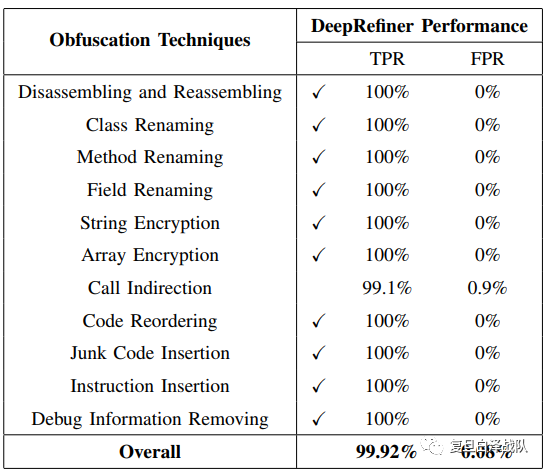 Obfuscation Techniques DeepRefiner Performance
TPR FPR
Disassembling and Reassembling ✓ 100% 0%
Class Renaming ✓ 100% 0%
Method Renaming ✓ 100% 0%
Field Renaming ✓ 100% 0%
String Encryption ✓ 100% 0%
Array Encryption ✓ 100% 0%
Call Indirection 99.1% 0.9%
Code Reordering ✓ 100% 0%
Junk Code Insertion ✓ 100% 0%
Instruction Insertion ✓ 100% 0%
Debug Information Removing ✓ 100% 0%
Overall 99.92%
复旦白泽战队